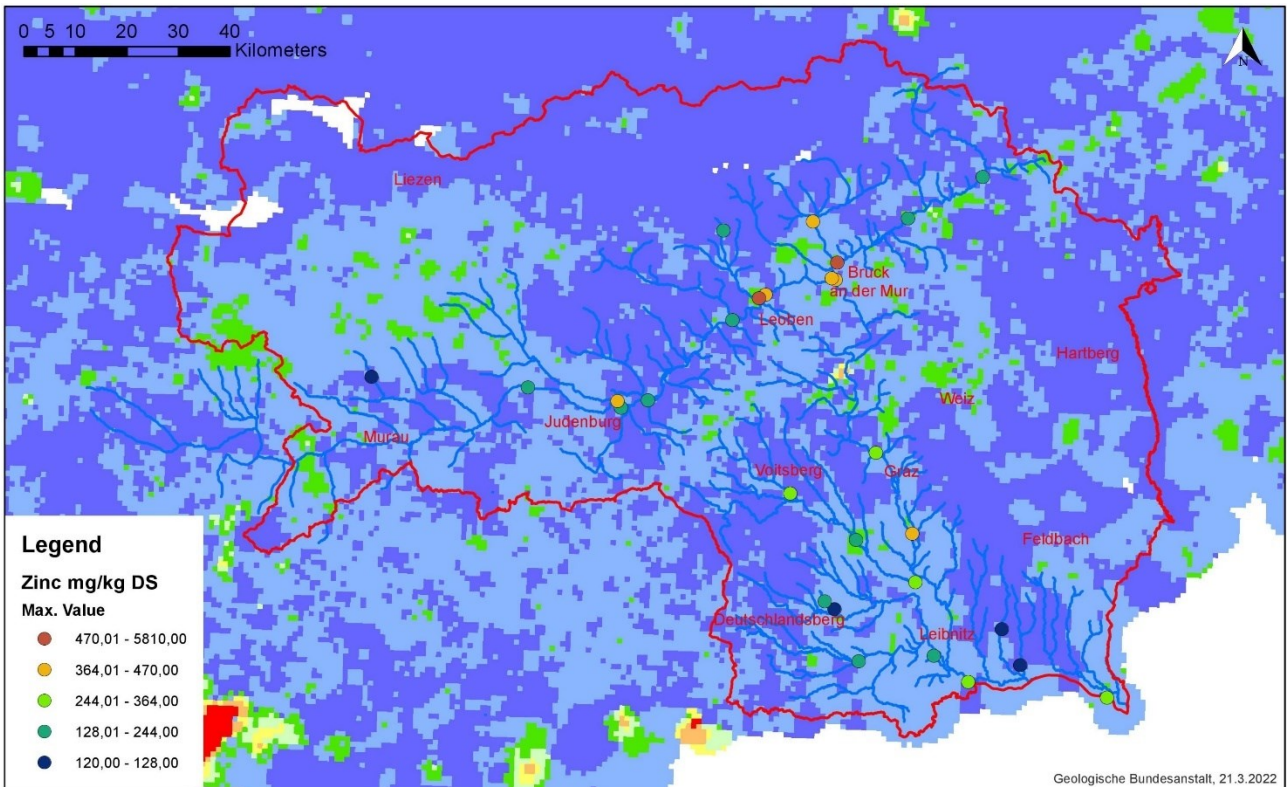 0 5 10 20 30 40
Kilometers
N
Liezen
Bruck
an der Mur
Leoben
Hartberg
Weiz
Judenburg
Murau
Voitsberg
Graz
Feldbach
Deutschlandsberg
Leibnitz
Legend
Zinc mg/kg DS
Max. Value
470,01 - 5810,00
364,01 - 470,00
244,01 - 364,00
128,01 - 244,00
120,00 - 128,00
Geologische Bundesanstalt, 21.3.2022